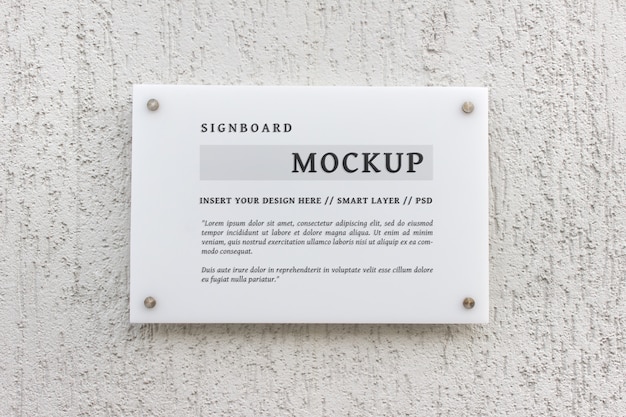 SIGNBOARD
MOCKUP
INSERT YOUR DESIGN HERE // SMART LAYER // PSD
"Lorem ipsum dolor sit amet, consectetur adipiscing elit, sed do eiusmod
tempor incididunt ut labore et dolore magna aliqua. Ut enim ad minim
veniam, quis nostrud exercitation ullamco laboris nisi ut aliquip ex ea com-
modo consequat.
Duis aute irure dolor in reprehenderit in voluptate velit esse cillum dolore
eu fugiat nulla pariatur."